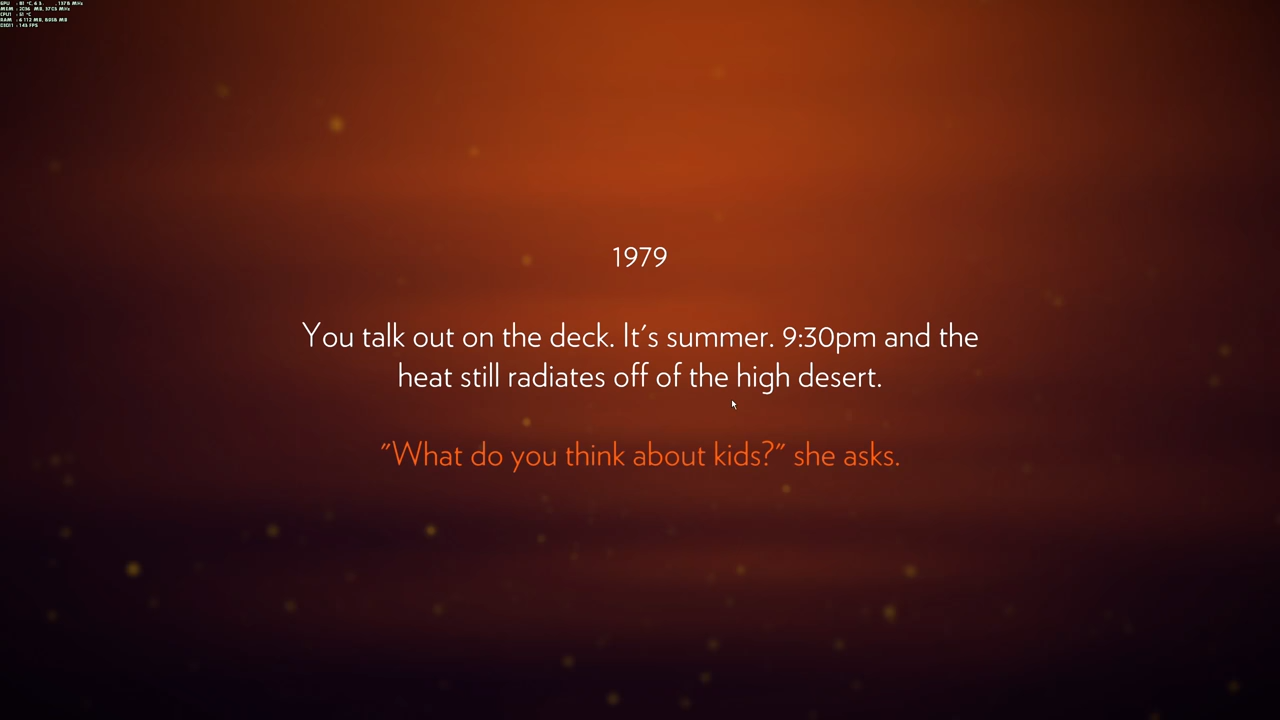 1979
You talk out on the deck. It's summer. 9:30pm and the
heat still radiates off of the high desert.
"What do you think about kids?" she asks.